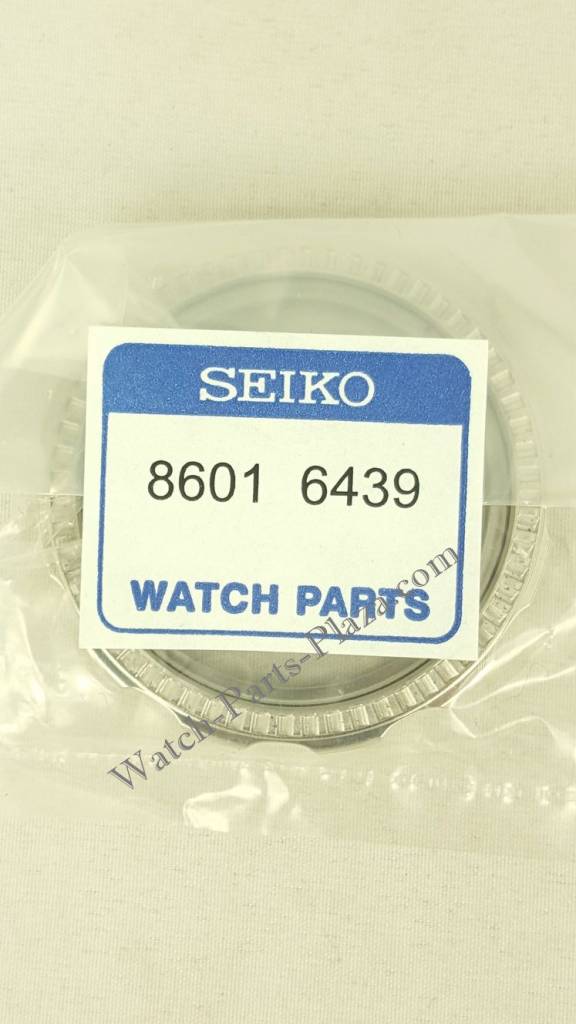 SEIKO
8601 6439
WATCH PARTS
Watch-Parts-Plaza.com